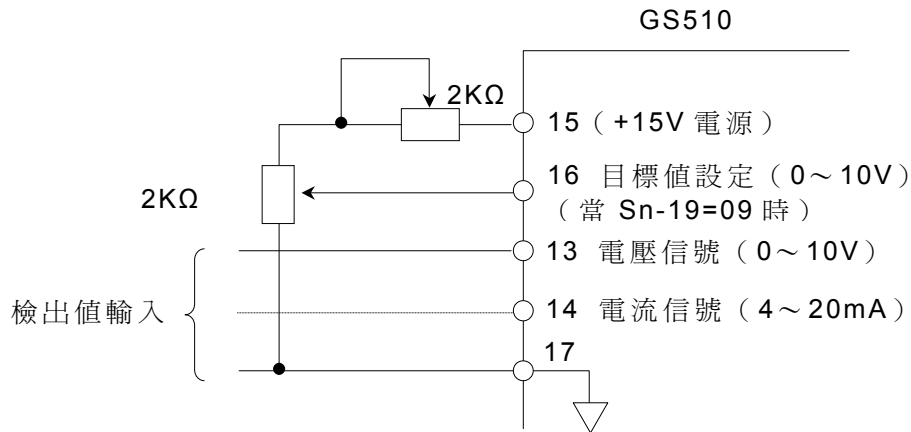 GS510
2KΩ
15（+15V 電源）
16 目標值設定（0～10V）
（當 Sn-19=09 時）
2KΩ
13 電壓信號（0～10V）
檢出值輸入
14 電流信號（4～20mA）
17